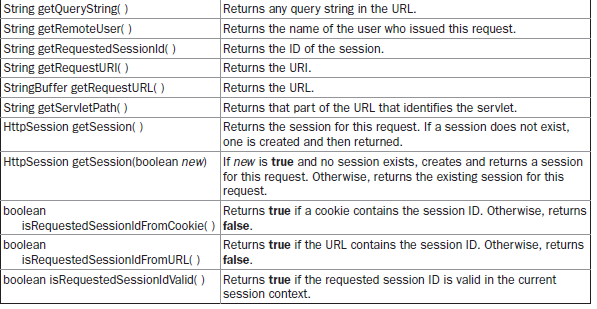 String getQueryString( ) Returns any query string in the URL.
String getRemoteUser( ) Returns the name of the user who issued this request.
String getRequestedSessionId( ) Returns the ID of the session.
String getRequestURI( ) Returns the URI.
StringBuffer getRequestURL( ) Returns the URL.
String getServletPath( ) Returns that part of the URL that identifies the servlet.
HttpSession getSession( ) Returns the session for this request. If a session does not exist,
one is created and then returned.
HttpSession getSession(boolean new) If new is true and no session exists, creates and returns a session
for this request. Otherwise, returns the existing session for this
request.
boolean Returns true if a cookie contains the session ID. Otherwise, returns
isRequestedSessionIdFromCookie( ) false.
boolean Returns true if the URL contains the session ID. Otherwise, returns
isRequestedSessionIdFromURL( ) false.
boolean isRequestedSessionIdValid( ) Returns true if the requested session ID is valid in the current
session context.